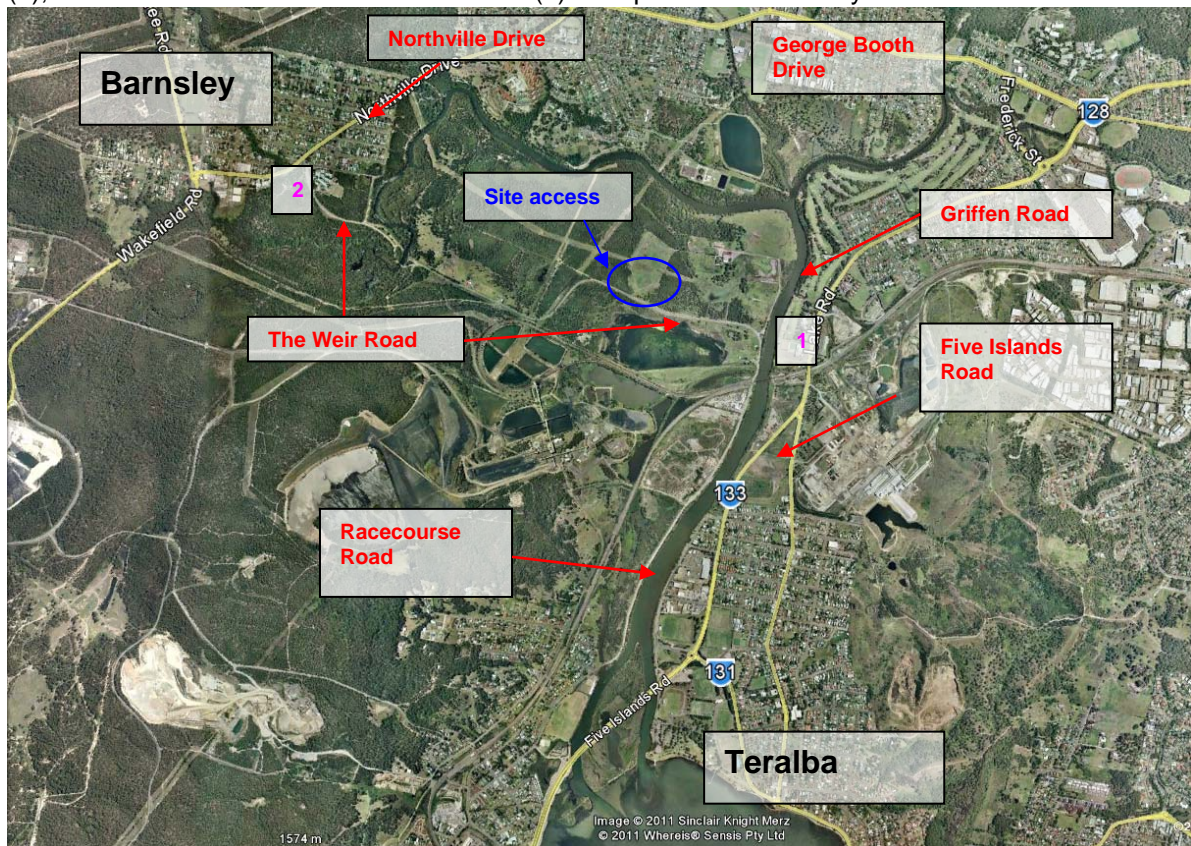 Northville Drive
George Booth
Drive
Barnsley
Northville Drive
Frederick St
128
2
Site access
Griffen Road
Wakefield Rd
The Weir Road
Rd
1
Five Islands
Road
133
Racecourse
Road
131
Five Islands Rd
Teralba
Image © 2011 Sinclair Knight Merz
© 2011 Whereis® Sensis Pty Ltd
1574 m